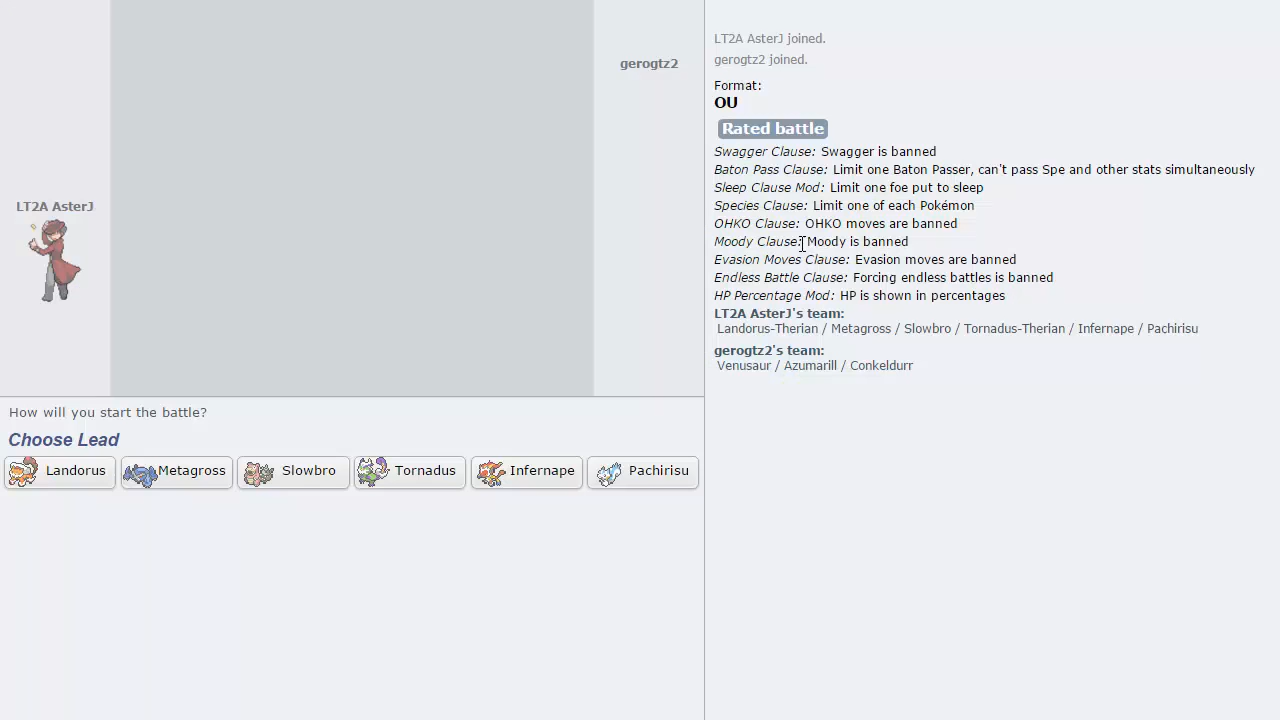 gerogtz2
LT2A AsterJ
How will you start the battle?
Choose Lead
Landorus
Metagross
Slowbro
Tornadus
Infernape
Pachirisu
LT2A AsterJ joined.
gerogtz2 joined.
Format:
OU
Rated battle
Swagger Clause: Swagger is banned
Baton Pass Clause: Limit one Baton Passer, can't pass Spe and other stats simultaneously
Sleep Clause Mod: Limit one foe put to sleep
Species Clause: Limit one of each Pokémon
OHKO Clause: OHKO moves are banned
Moody Clause: Moody is banned
Evasion Moves Clause: Evasion moves are banned
Endless Battle Clause: Forcing endless battles is banned
HP Percentage Mod: HP is shown in percentages
LT2A AsterJ's team:
Landorus-Therian / Metagross / Slowbro / Tornadus-Therian / Infernape / Pachirisu
gerogtz2's team:
Venusaur / Azumarill / Conkeldurr